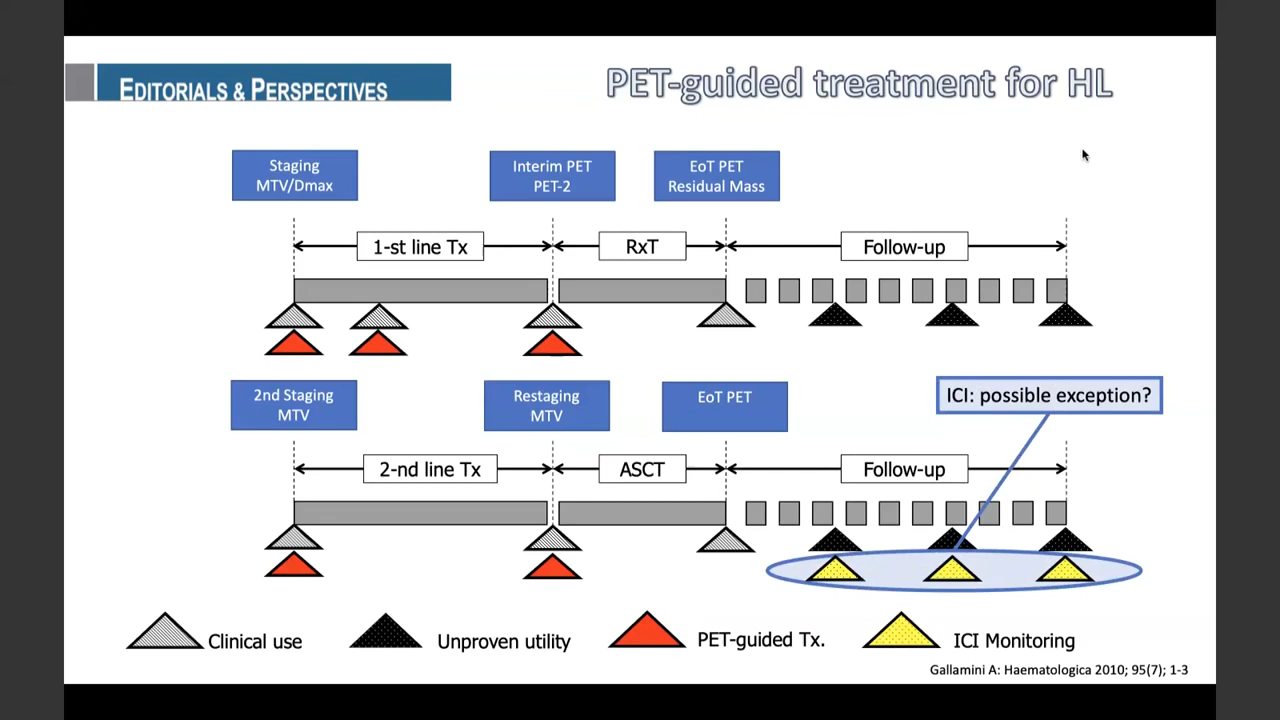 EDITORIALS & PERSPECTIVES
PET-guided treatment for HL
Staging
MTV/Dmax
Interim PET
PET-2
EoT PET
Residual Mass
1-st line Tx
RxT
Follow-up
2nd Staging
MTV
Restaging
MTV
EoT PET
ICI: possible exception?
2-nd line Tx
ASCT
Follow-up
Clinical use
Unproven utility
PET-guided Tx.
ICI Monitoring
Gallamini A: Haematologica 2010; 95(7); 1-3